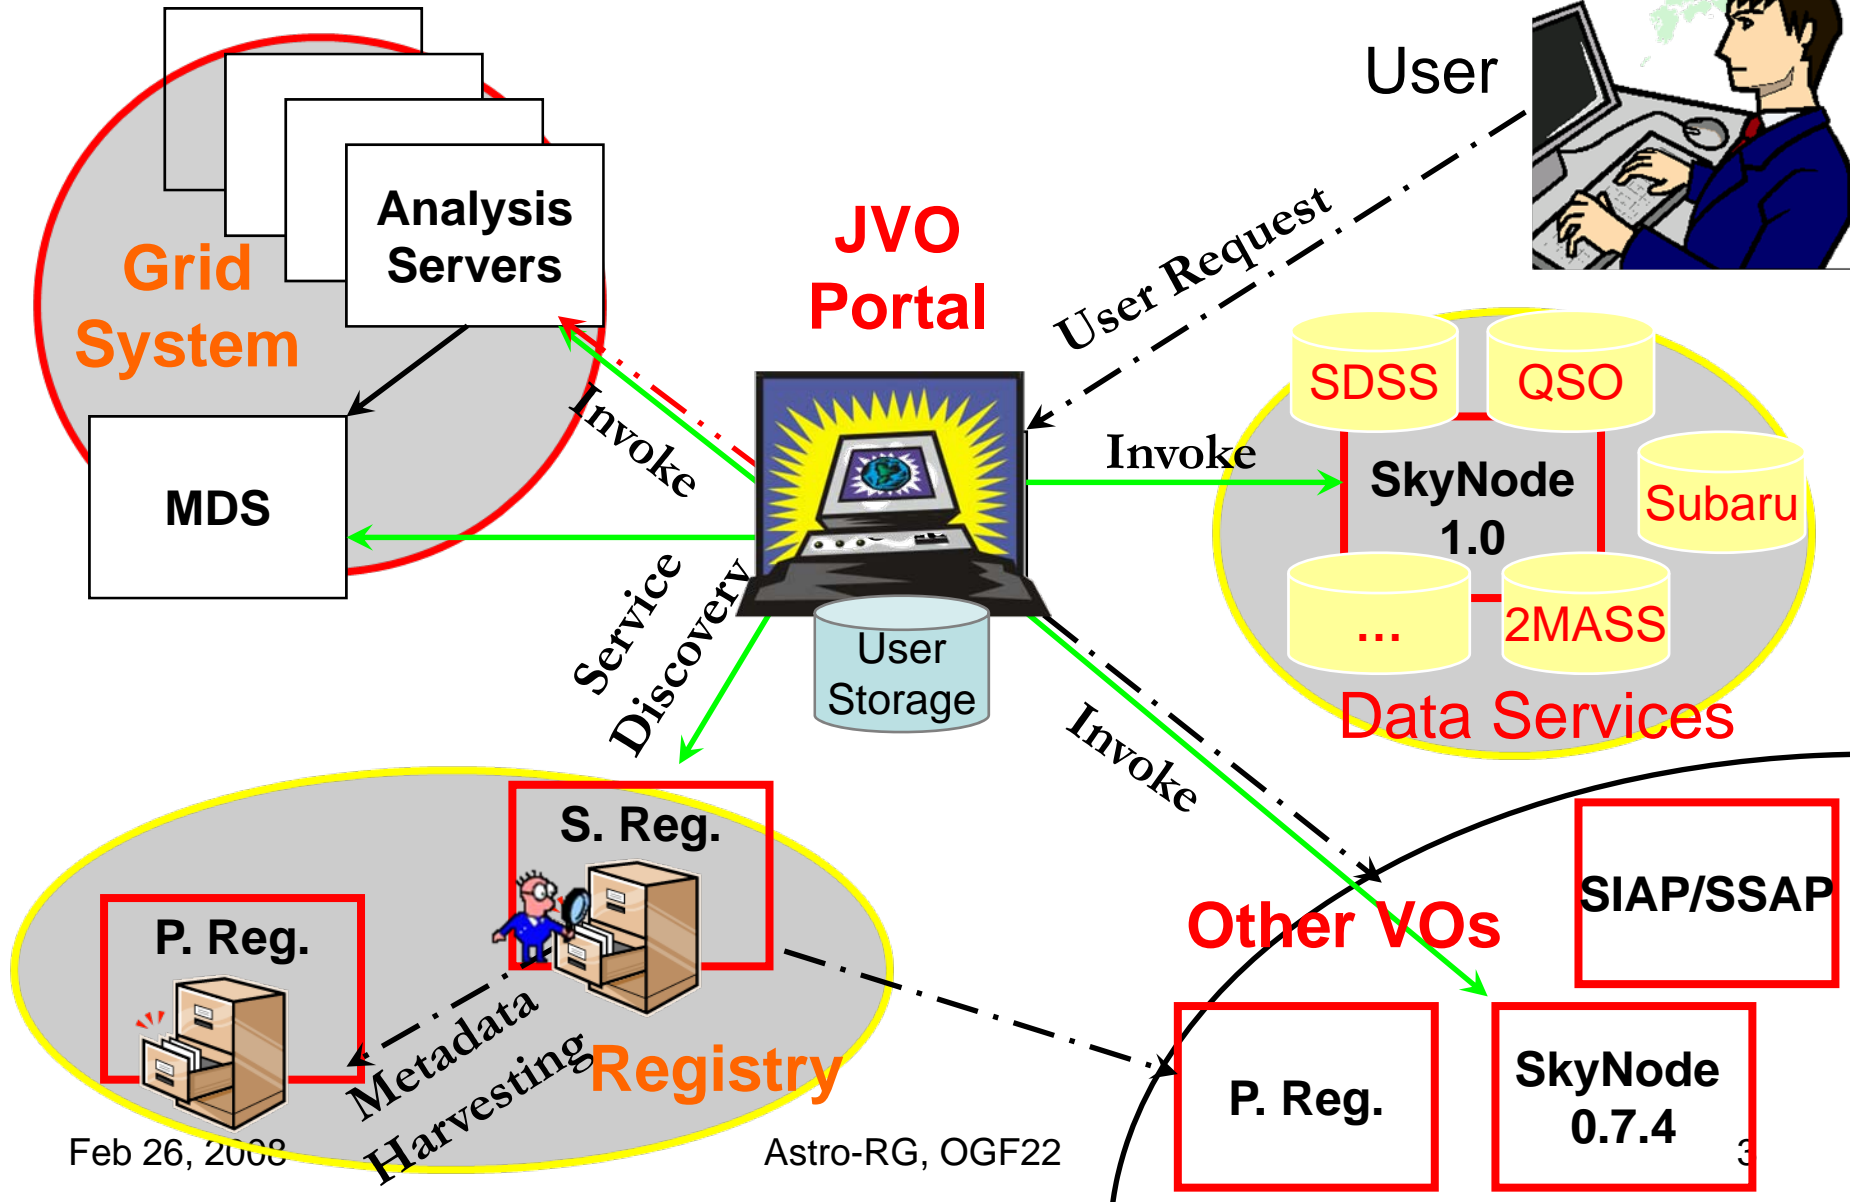 User
Analysis
Servers
Grid
System
MDS
JVO
Portal
User Request
Invoke
Invoke
SDSS
QSO
SkyNode
1.0
Subaru
...
2MASS
Data Services
Service
Discovery
User
Storage
Invoke
S. Reg.
P. Reg.
Metadata
Harvesting
Registry
Other VOs
SIAP/SSAP
P. Reg.
SkyNode
0.7.4
Feb 26, 2008
Astro-RG, OGF22
3